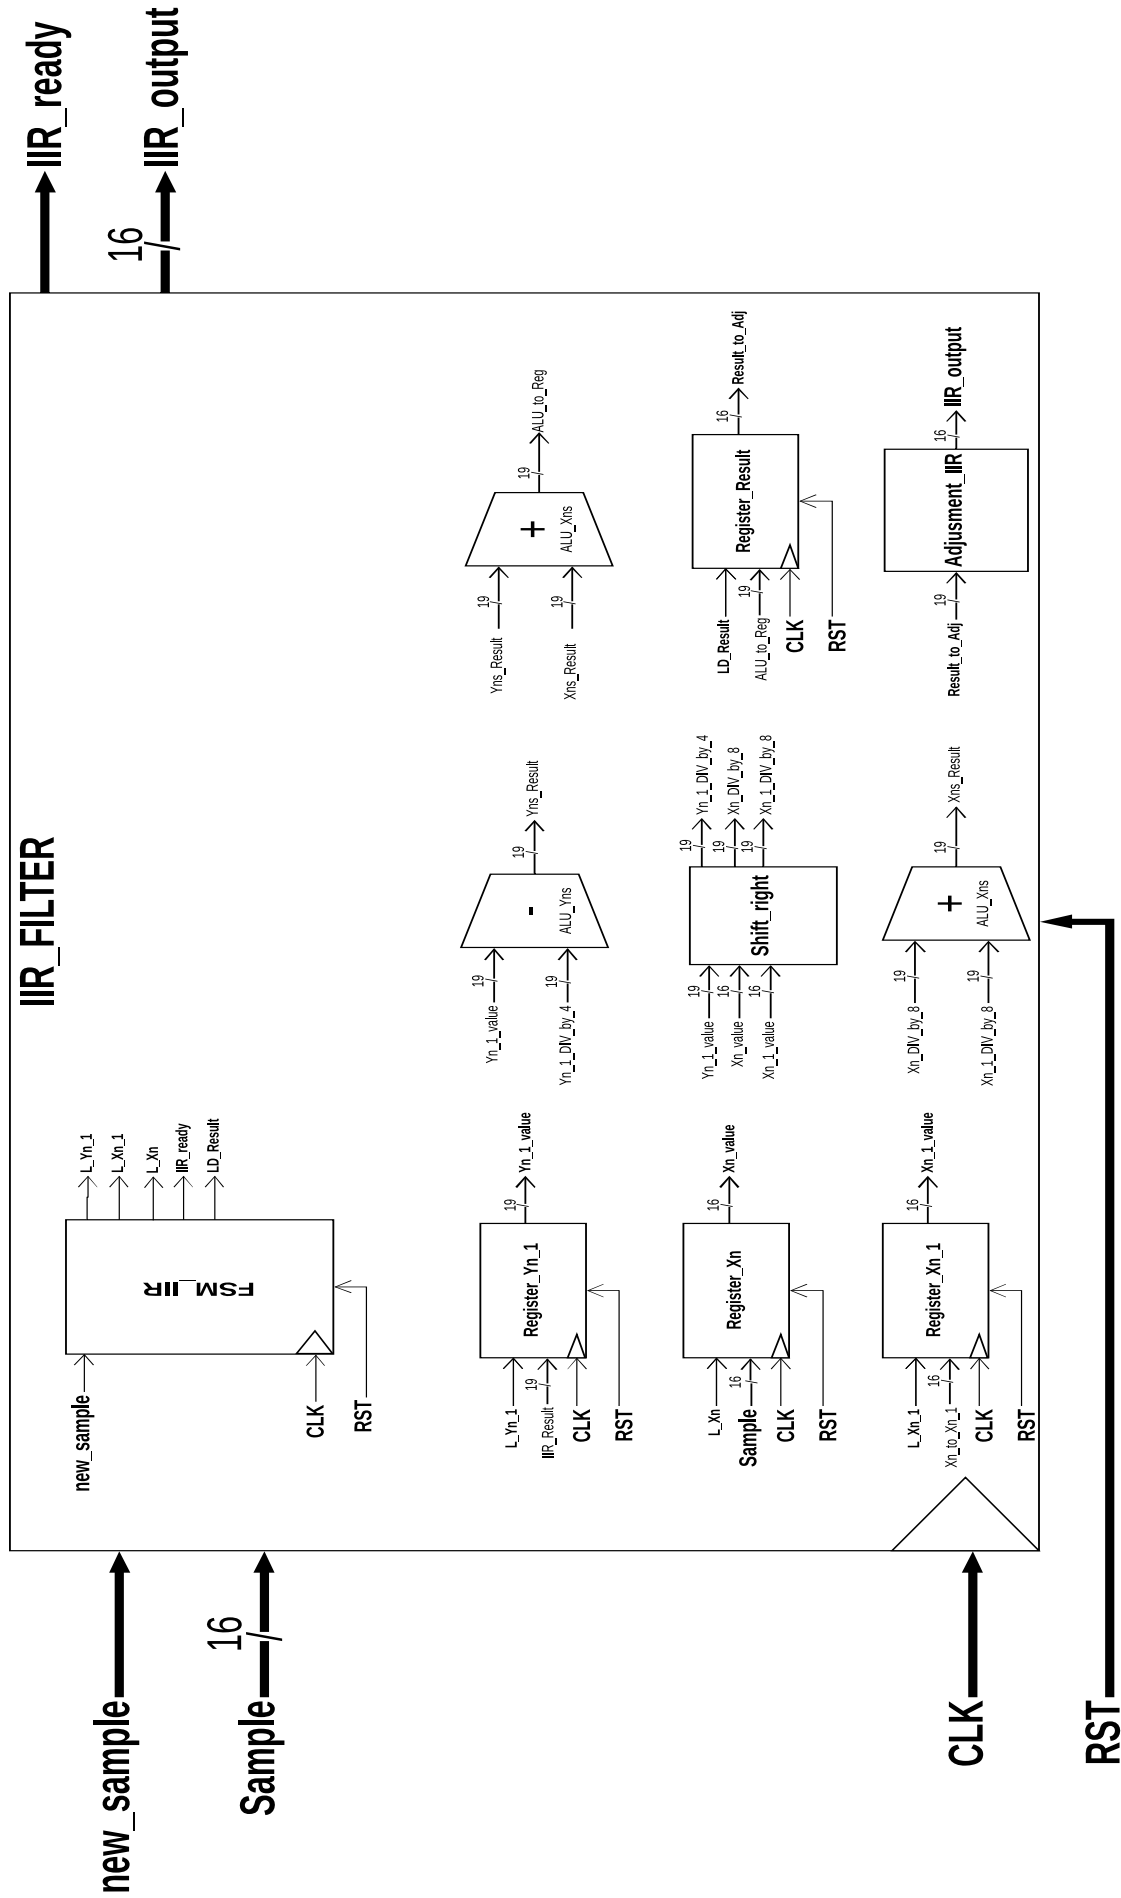 IIR_FILTER
new_sample
Sample
16
CLK
RST
IIR_ready
IIR_output
16
new_sample
CLK
RST
FSM_IIR
L_Yn_1
L_Xn_1
L_Xn
IIR_ready
LD_Result
L_Yn_1
IIR_Result
19
CLK
RST
Register_Yn_1
19
Yn_1_value
Yn_1_value
19
Yn_1_DIV_by_4
19
-
ALU_Yns
19
Yns_Result
Yns_Result
19
Xns_Result
19
+
ALU_Xns
19
ALU_to_Reg
L_Xn
Sample
16
CLK
RST
Register_Xn
16
Xn_value
Yn_1_value
19
Xn_value
16
Xn_1_value
16
Shift_right
19
Yn_1_DIV_by_4
19
Xn_DIV_by_8
19
Xn_1_DIV_by_8
LD_Result
ALU_to_Reg
19
CLK
RST
Register_Result
16
Result_to_Adj
L_Xn_1
Xn_to_Xn_1
16
CLK
RST
Register_Xn_1
16
Xn_1_value
Xn_DIV_by_8
19
Xn_1_DIV_by_8
19
+
ALU_Xns
19
Xns_Result
Result_to_Adj
19
Adjusment_IIR
16
IIR_output